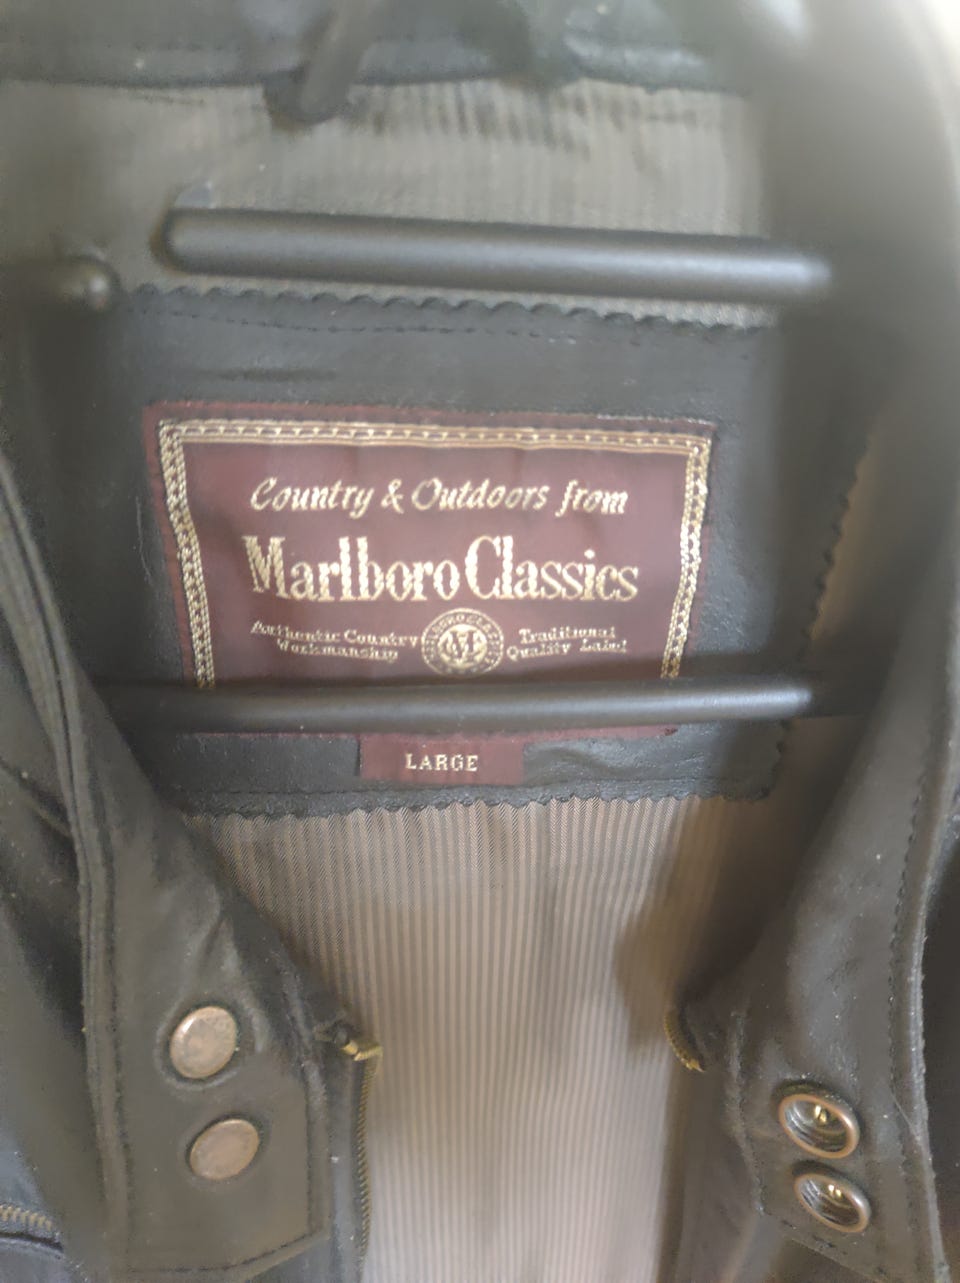 Country & Outdoors from
Marlboro Classics
Authentic Country Workmanship
Traditional Quality Label
LARGE